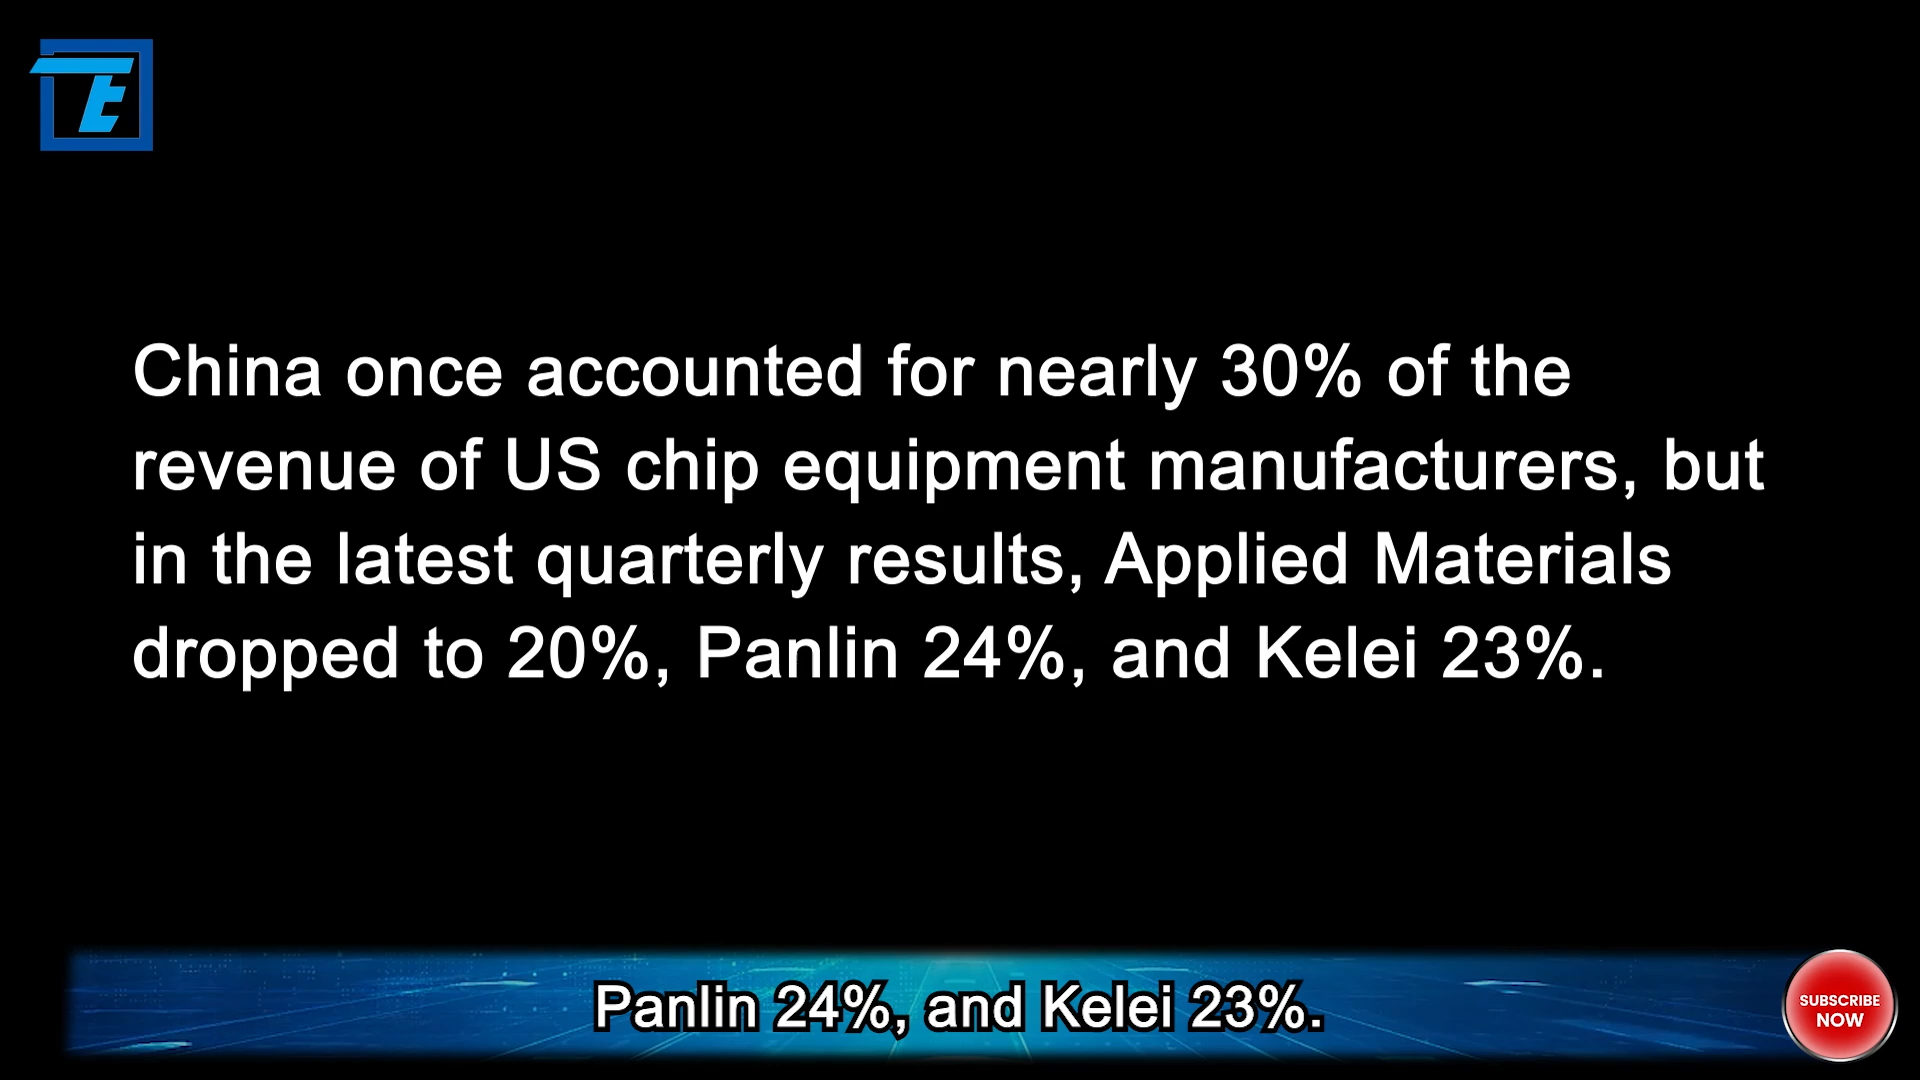 TE
China once accounted for nearly 30% of the
revenue of US chip equipment manufacturers, but
in the latest quarterly results, Applied Materials
dropped to 20%, Panlin 24%, and Kelei 23%.
Panlin 24%, and Kelei 23%.
SUBSCRIBE
NOW